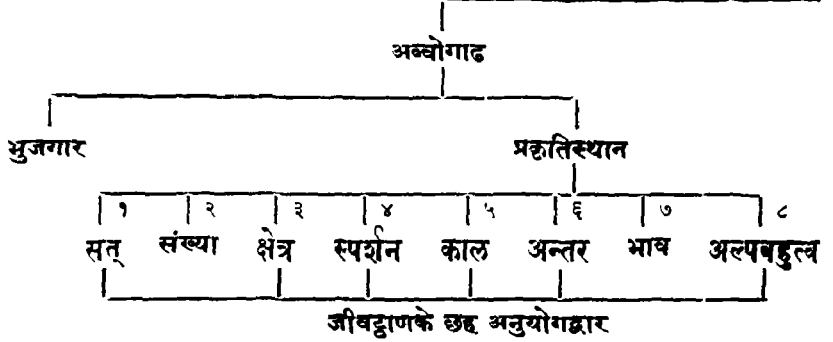 अव्वोगाढ
भुजगार प्रकृतिस्थान
१ २ ३ ४ ५ ६ ७ ८
सत् संख्या क्षेत्र स्पर्शन काल अन्तर भाव अल्पबहुत्व
जीवट्ठाणके छह अनुयोगद्वार